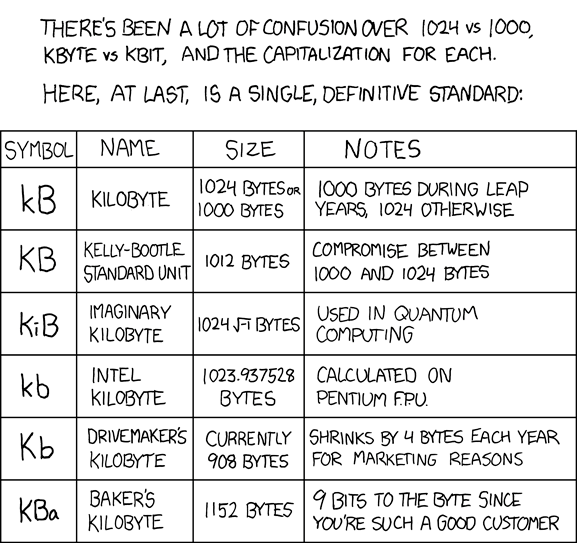 THERE'S BEEN A LOT OF CONFUSION OVER 1024 vs 1000,
KBYTE vs KBIT, AND THE CAPITALIZATION FOR EACH.
HERE, AT LAST, IS A SINGLE, DEFINITIVE STANDARD:
SYMBOL NAME SIZE NOTES
kB KILOBYTE 1024 BYTES OR 1000 BYTES 1000 BYTES DURING LEAP YEARS, 1024 OTHERWISE
KB KELLY-BOOTLE STANDARD UNIT 1012 BYTES COMPROMISE BETWEEN 1000 AND 1024 BYTES
KiB IMAGINARY KILOBYTE 1024 √-1 BYTES USED IN QUANTUM COMPUTING
kb INTEL KILOBYTE 1023.937528 BYTES CALCULATED ON PENTIUM F.P.U.
Kb DRIVEMAKER'S KILOBYTE CURRENTLY 908 BYTES SHRINKS BY 4 BYTES EACH YEAR FOR MARKETING REASONS
KBa BAKER'S KILOBYTE 1152 BYTES 9 BITS TO THE BYTE SINCE YOU'RE SUCH A GOOD CUSTOMER